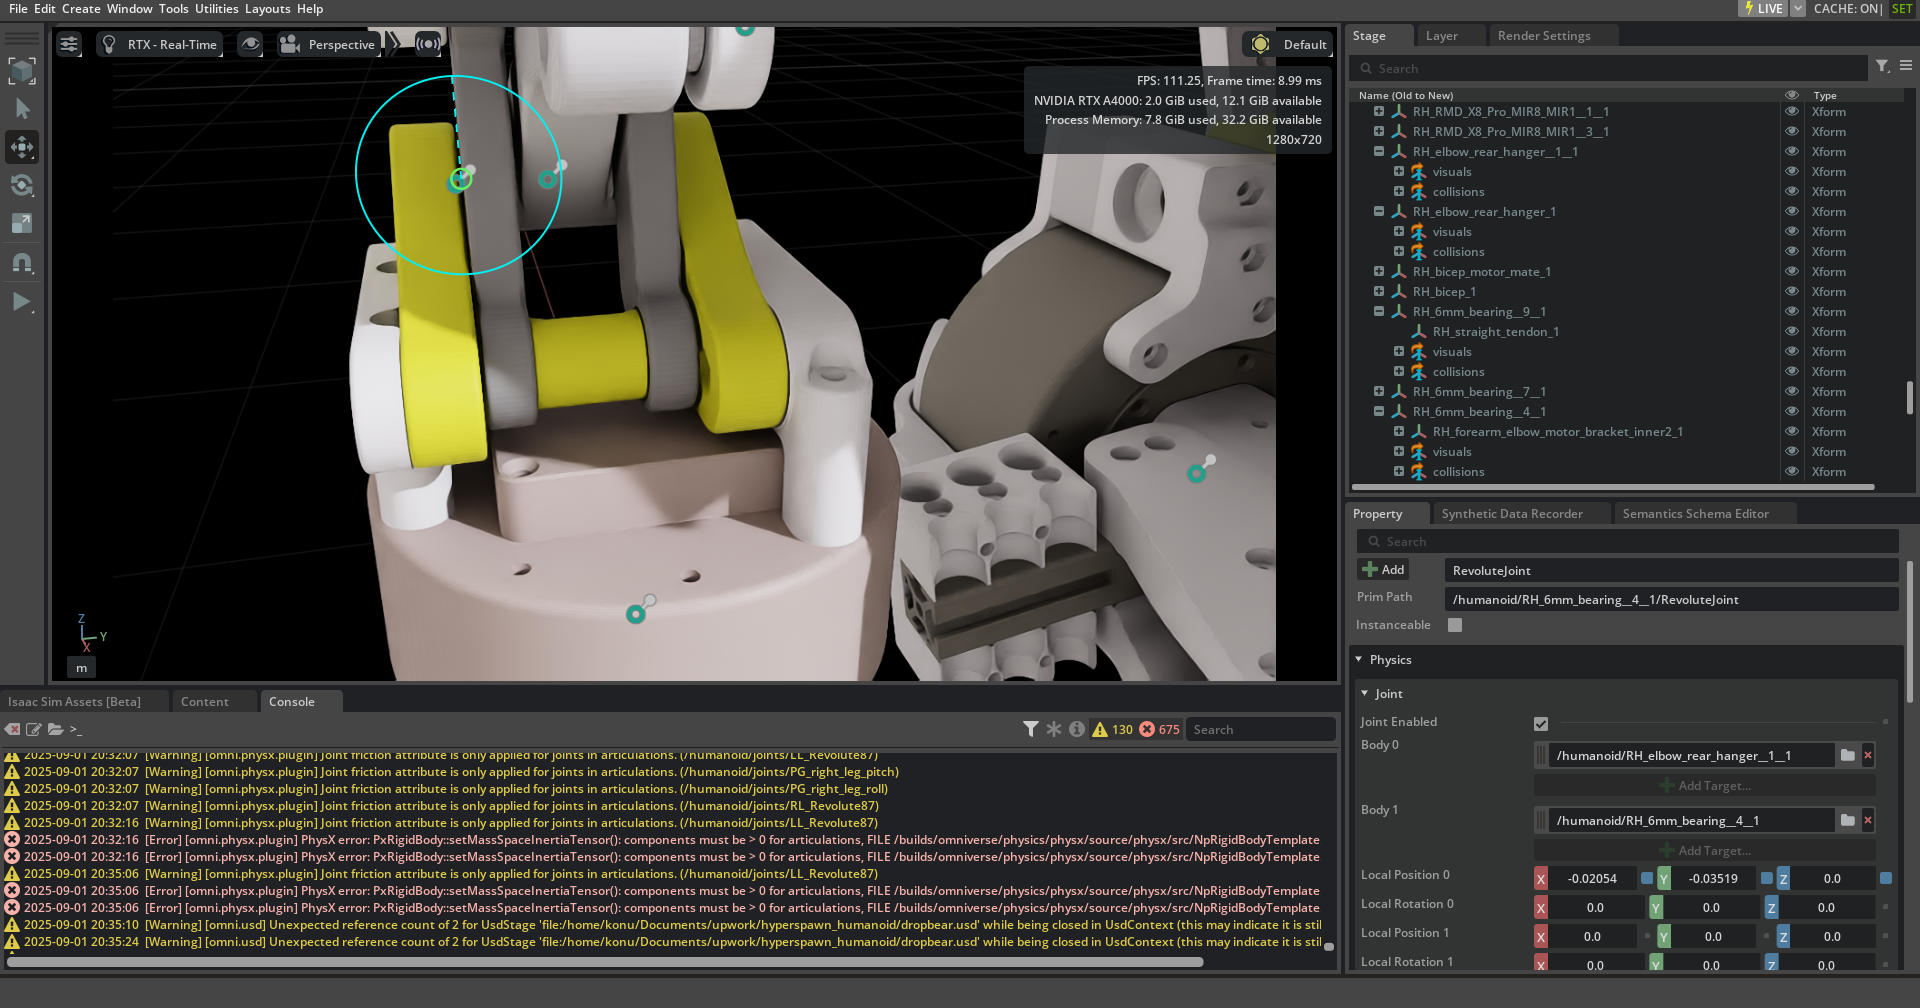 File Edit Create Window Tools Utilities Layouts Help
LIVE CACHE: ON| SET
RTX - Real-Time
Perspective
Default
FPS: 111.25, Frame time: 8.99 ms
NVIDIA RTX A4000: 2.0 GiB used, 12.1 GiB available
Process Memory: 7.8 GiB used, 32.2 GiB available
1280x720
Z
Y
X
m
Stage Layer Render Settings
Search
Name (Old to New) Type
RH_RMD_X8_Pro_MIR8_MIR1__1__1 Xform
RH_RMD_X8_Pro_MIR8_MIR1__3__1 Xform
RH_elbow_rear_hanger__1__1 Xform
visuals Xform
collisions Xform
RH_elbow_rear_hanger_1 Xform
visuals Xform
collisions Xform
RH_bicep_motor_mate_1 Xform
RH_bicep_1 Xform
RH_6mm_bearing__9__1 Xform
RH_straight_tendon_1 Xform
visuals Xform
collisions Xform
RH_6mm_bearing__7__1 Xform
RH_6mm_bearing__4__1 Xform
RH_forearm_elbow_motor_bracket_inner2_1 Xform
visuals Xform
collisions Xform
Property Synthetic Data Recorder Semantics Schema Editor
Search
Add RevoluteJoint
Prim Path /humanoid/RH_6mm_bearing__4__1/RevoluteJoint
Instanceable
Physics
Joint
Joint Enabled
Body 0 /humanoid/RH_elbow_rear_hanger__1__1
Add Target...
Body 1 /humanoid/RH_6mm_bearing__4__1
Add Target...
Local Position 0 X -0.02054 Y -0.03519 Z 0.0
Local Rotation 0 X 0.0 Y 0.0 Z 0.0
Local Position 1 X 0.0 Y 0.0 Z 0.0
Local Rotation 1 X 0.0 Y 0.0 Z 0.0
Isaac Sim Assets [Beta] Content Console
>_ 130 675 Search
2025-09-01 20:32:07 [Warning] [omni.physx.plugin] Joint friction attribute is only applied for joints in articulations. (/humanoid/joints/LL_Revolute87)
2025-09-01 20:32:07 [Warning] [omni.physx.plugin] Joint friction attribute is only applied for joints in articulations. (/humanoid/joints/PG_right_leg_pitch)
2025-09-01 20:32:07 [Warning] [omni.physx.plugin] Joint friction attribute is only applied for joints in articulations. (/humanoid/joints/PG_right_leg_roll)
2025-09-01 20:32:07 [Warning] [omni.physx.plugin] Joint friction attribute is only applied for joints in articulations. (/humanoid/joints/RL_Revolute87)
2025-09-01 20:32:16 [Warning] [omni.physx.plugin] Joint friction attribute is only applied for joints in articulations. (/humanoid/joints/LL_Revolute87)
2025-09-01 20:32:16 [Error] [omni.physx.plugin] PhysX error: PxRigidBody::setMassSpaceInertiaTensor(): components must be > 0 for articulations, FILE /builds/omniverse/physics/physx/source/physx/src/NpRigidBodyTemplate
2025-09-01 20:32:16 [Error] [omni.physx.plugin] PhysX error: PxRigidBody::setMassSpaceInertiaTensor(): components must be > 0 for articulations, FILE /builds/omniverse/physics/physx/source/physx/src/NpRigidBodyTemplate
2025-09-01 20:35:06 [Warning] [omni.physx.plugin] Joint friction attribute is only applied for joints in articulations. (/humanoid/joints/LL_Revolute87)
2025-09-01 20:35:06 [Error] [omni.physx.plugin] PhysX error: PxRigidBody::setMassSpaceInertiaTensor(): components must be > 0 for articulations, FILE /builds/omniverse/physics/physx/source/physx/src/NpRigidBodyTemplate
2025-09-01 20:35:06 [Error] [omni.physx.plugin] PhysX error: PxRigidBody::setMassSpaceInertiaTensor(): components must be > 0 for articulations, FILE /builds/omniverse/physics/physx/source/physx/src/NpRigidBodyTemplate
2025-09-01 20:35:10 [Warning] [omni.usd] Unexpected reference count of 2 for UsdStage 'file:/home/konu/Documents/upwork/hyperspawn_humanoid/dropbear.usd' while being closed in UsdContext (this may indicate it is stil
2025-09-01 20:35:24 [Warning] [omni.usd] Unexpected reference count of 2 for UsdStage 'file:/home/konu/Documents/upwork/hyperspawn_humanoid/dropbear.usd' while being closed in UsdContext (this may indicate it is stil